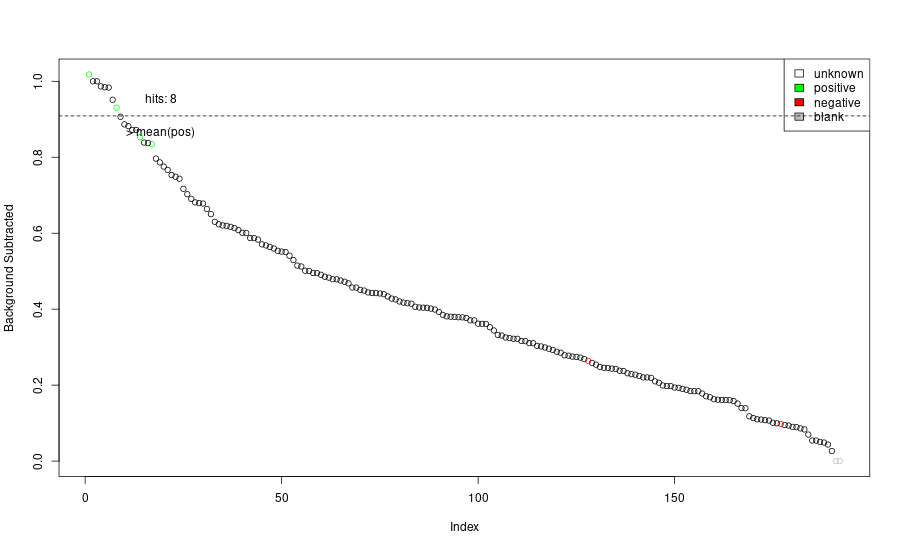 unknown
positive
negative
blank
hits: 8
>mean(pos)
Background Subtracted
1.0
0.8
0.6
0.4
0.2
0.0
0
50
100
150
Index